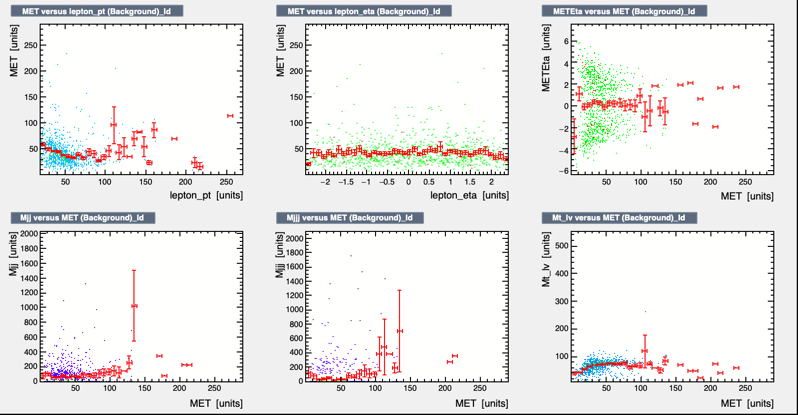 MET versus lepton_pt (Background)_Id
MET [units]
250
200
150
100
50
50 100 150 200 250
lepton_pt [units]
MET versus lepton_eta (Background)_Id
MET [units]
250
200
150
100
50
−2 −1.5 −1 −0.5 0 0.5 1 1.5 2
lepton_eta [units]
METEta versus MET (Background)_Id
METEta [units]
6
4
2
0
−2
−4
−6
0 50 100 150 200 250
MET [units]
Mjj versus MET (Background)_Id
Mjj [units]
2000
1800
1600
1400
1200
1000
800
600
400
200
0
0 50 100 150 200 250
MET [units]
Mjjj versus MET (Background)_Id
Mjjj [units]
2000
1800
1600
1400
1200
1000
800
600
400
200
0
50 100 150 200 250
MET [units]
Mt_lv versus MET (Background)_Id
Mt_lv [units]
500
400
300
200
100
0 50 100 150 200 250
MET [units]